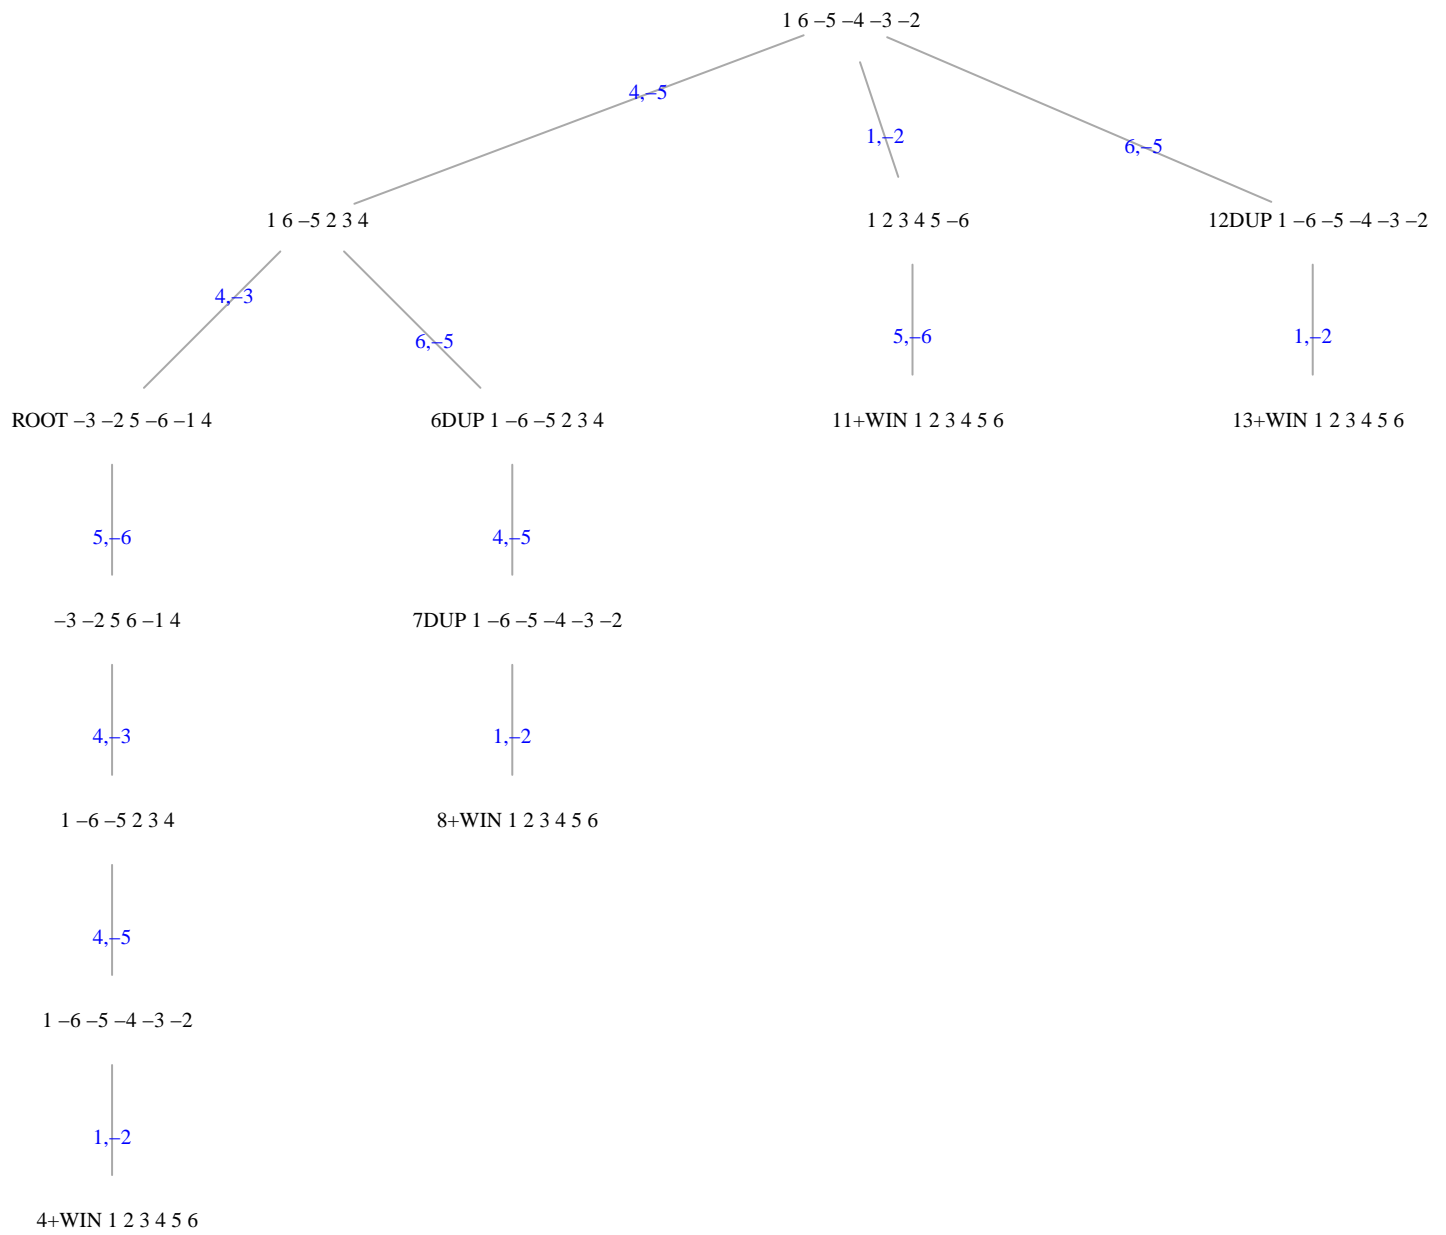 1 6 –5 –4 –3 –2
4,–5
1,–2
6,–5
1 6 –5 2 3 4
1 2 3 4 5 –6
12DUP 1 –6 –5 –4 –3 –2
4,–3
6,–5
5,–6
1,–2
ROOT –3 –2 5 –6 –1 4
6DUP 1 –6 –5 2 3 4
11+WIN 1 2 3 4 5 6
13+WIN 1 2 3 4 5 6
5,–6
4,–5
–3 –2 5 6 –1 4
7DUP 1 –6 –5 –4 –3 –2
4,–3
1,–2
1 –6 –5 2 3 4
8+WIN 1 2 3 4 5 6
4,–5
1 –6 –5 –4 –3 –2
1,–2
4+WIN 1 2 3 4 5 6